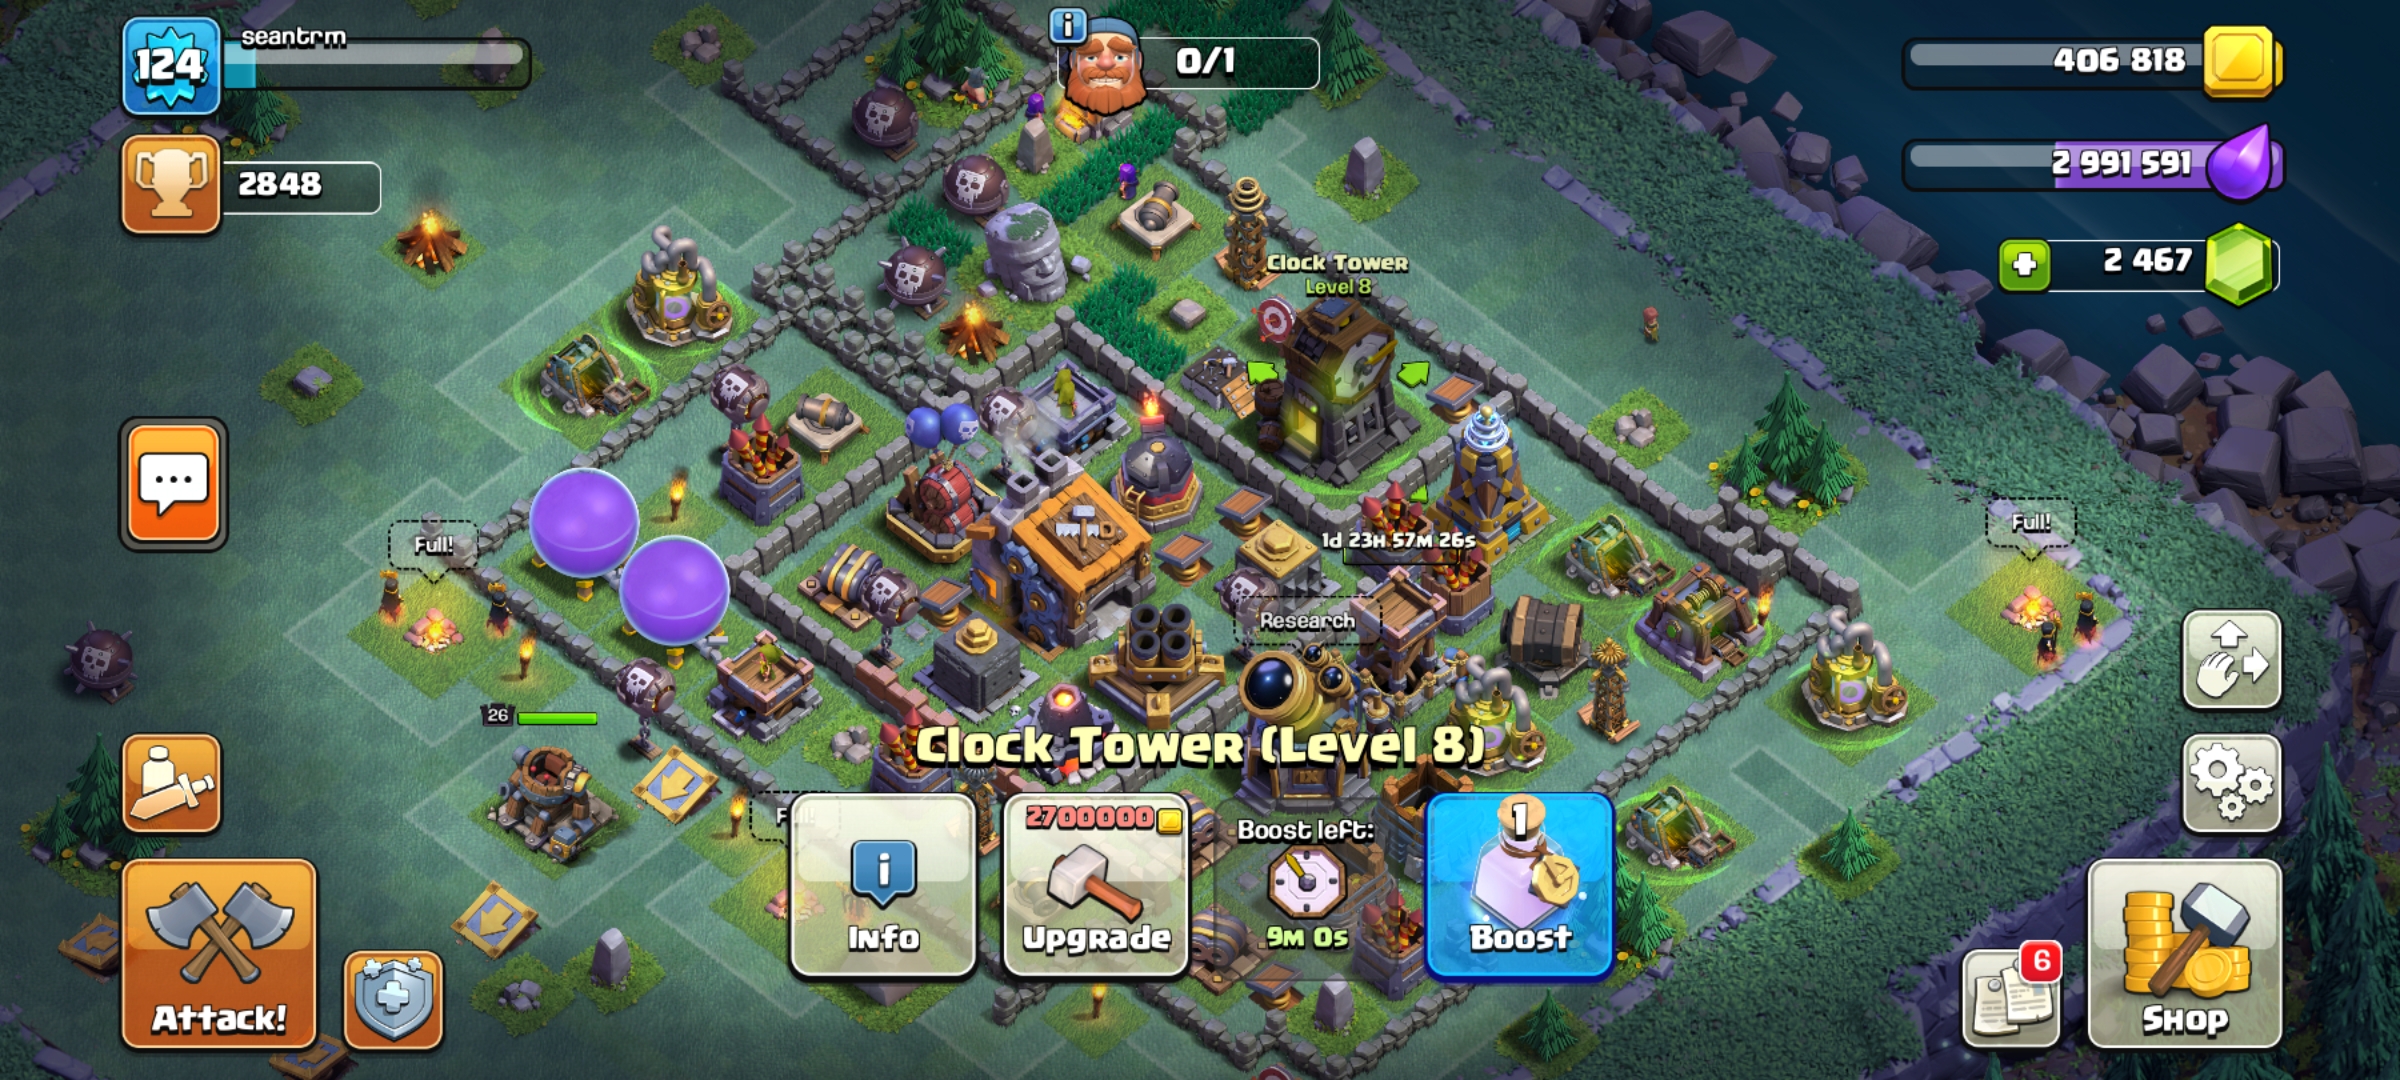 seantrm
124
0/1
406 818
2848
2 991 591
2 467
Clock Tower
Level 8
Full!
Full!
1d 23h 57m 26s
Research
26
Clock Tower (Level 8)
2700000
Boost left:
1
Info
Upgrade
9m 0s
Boost
6
Attack!
Shop